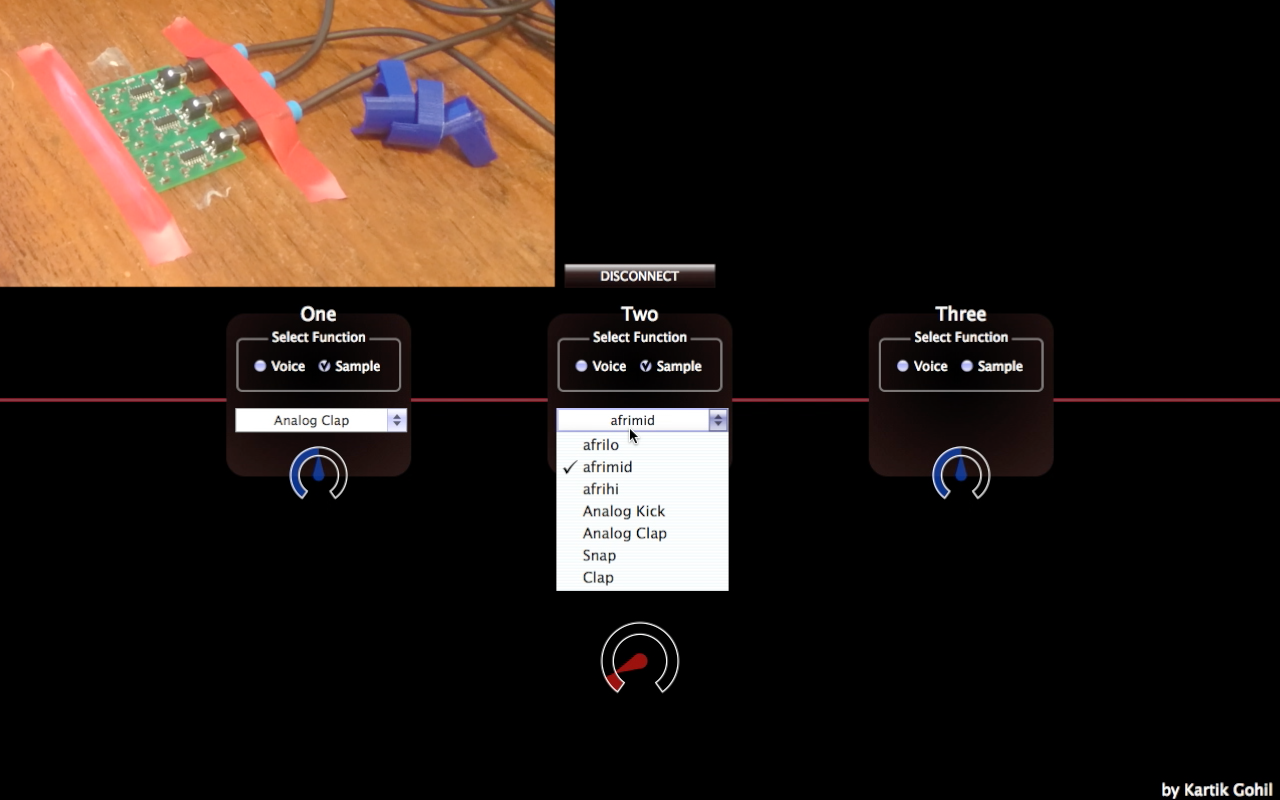 DISCONNECT
One
Select Function
Voice Sample
Analog Clap
Two
Select Function
Voice Sample
afrimid
afrilo
afrimid
afrihi
Analog Kick
Analog Clap
Snap
Clap
Three
Select Function
Voice Sample
by Kartik Gohil